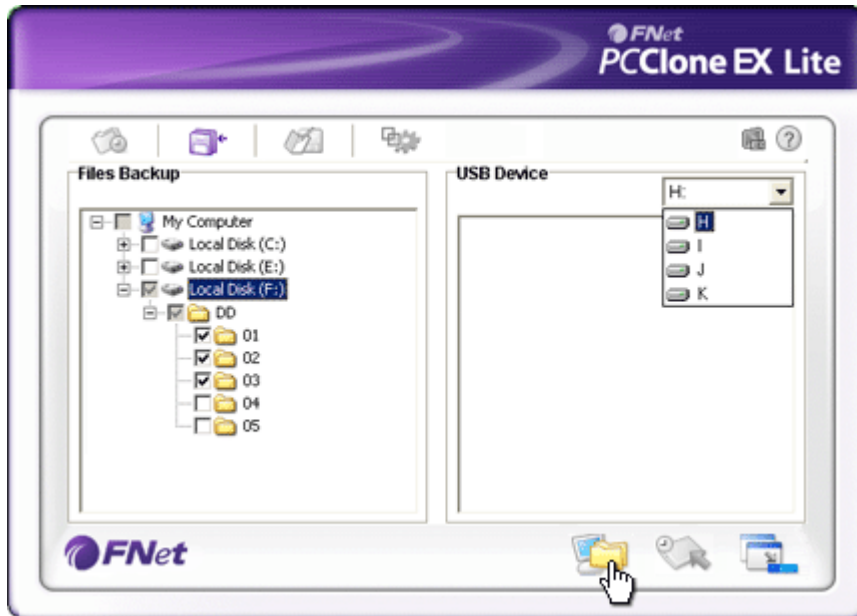 FNet
PCClone EX Lite
Files Backup
My Computer
Local Disk (C:)
Local Disk (E:)
Local Disk (F:)
DD
01
02
03
04
05
USB Device
H:
H
I
J
K
FNet